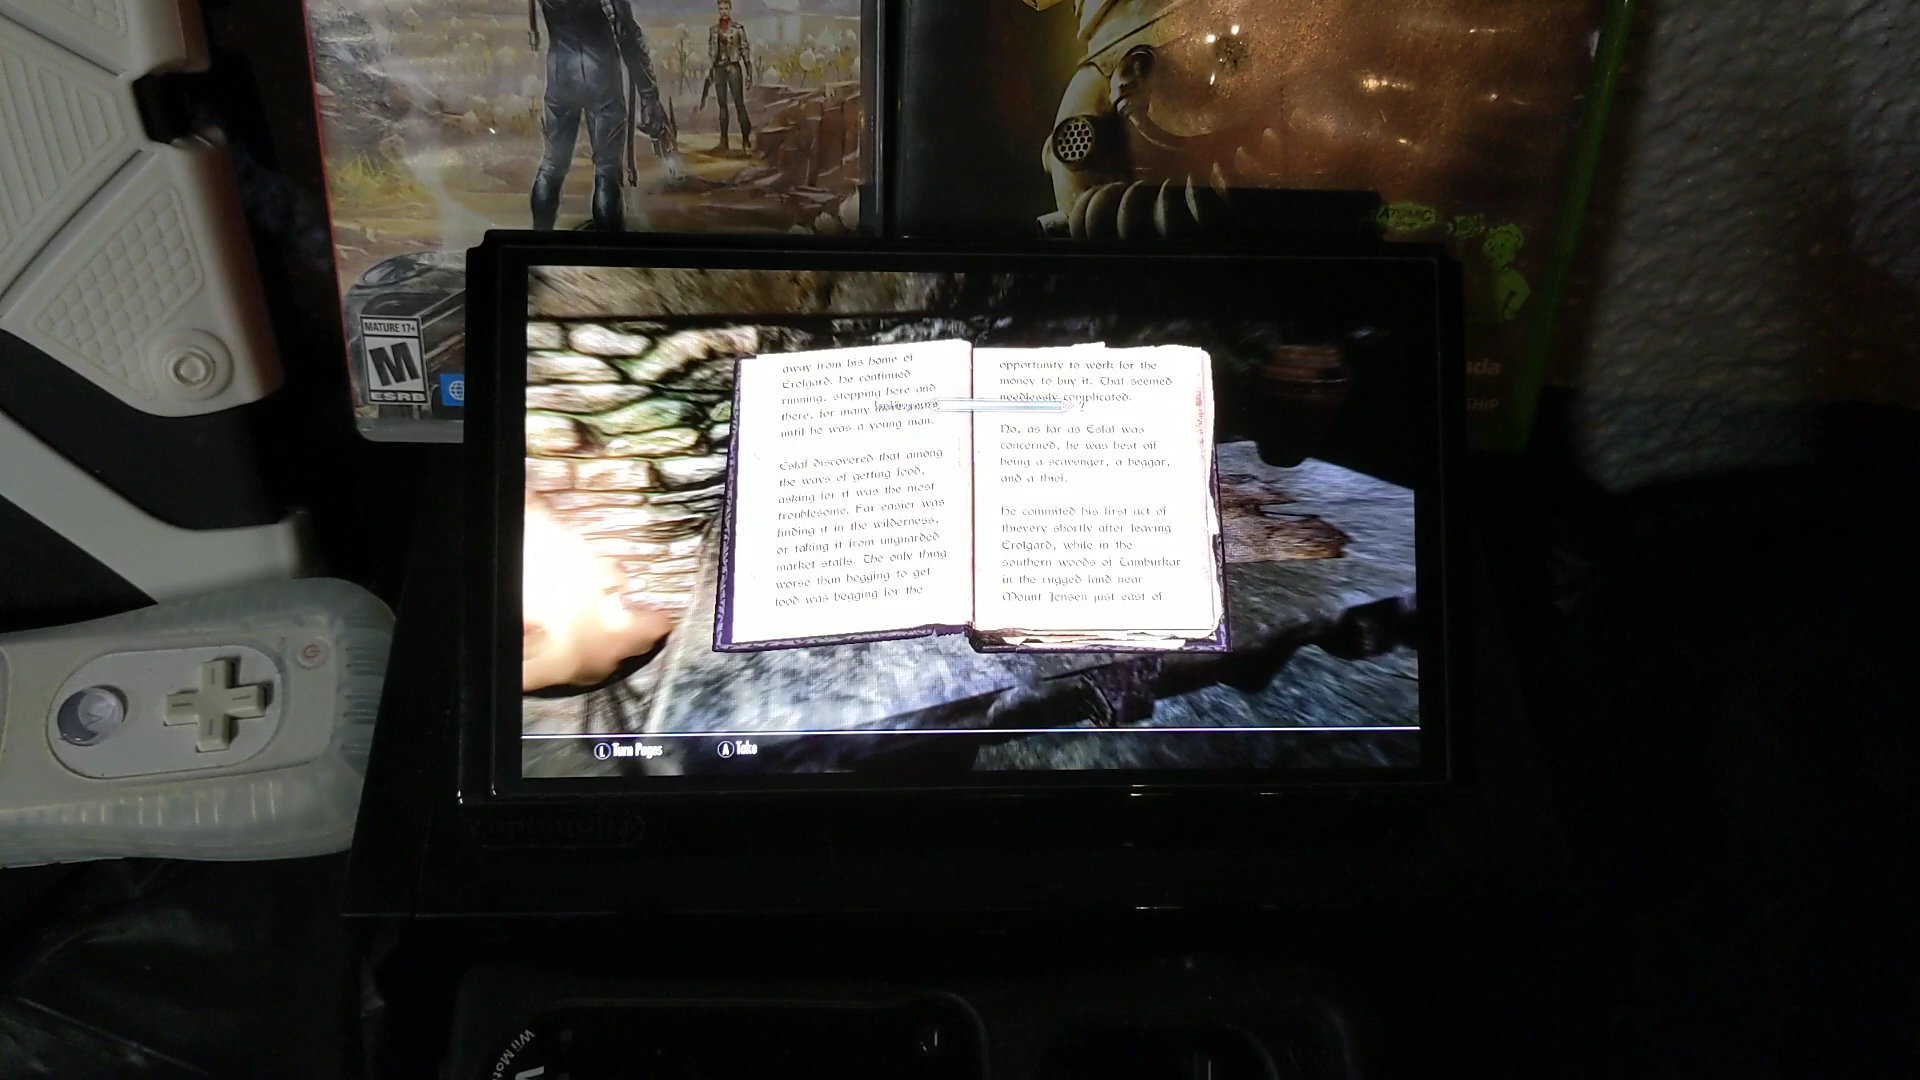 MATURE 17+
M
ESRB
ATOMIC
away from his home of
Erolgard. He continued
running, stopping here and
there, for many
until he was a young man.
Eslaf discovered that among
the ways of getting food,
asking for it was the most
troublesome. Far easier was
finding it in the wilderness,
or taking it from unguarded
market stalls. The only thing
worse than begging to get
food was begging for the
opportunity to work for the
money to buy it. That seemed
needlessly complicated.
No, as far as Eslaf was
concerned, he was best off
being a scavenger, a beggar,
and a thief.
He commited his first act of
thievery shortly after leaving
Erolgard, while in the
southern woods of Tamburkar
in the rugged land near
Mount Jensen just east of
L Turn Pages
A Take
Nintendo
A
Wii Mot